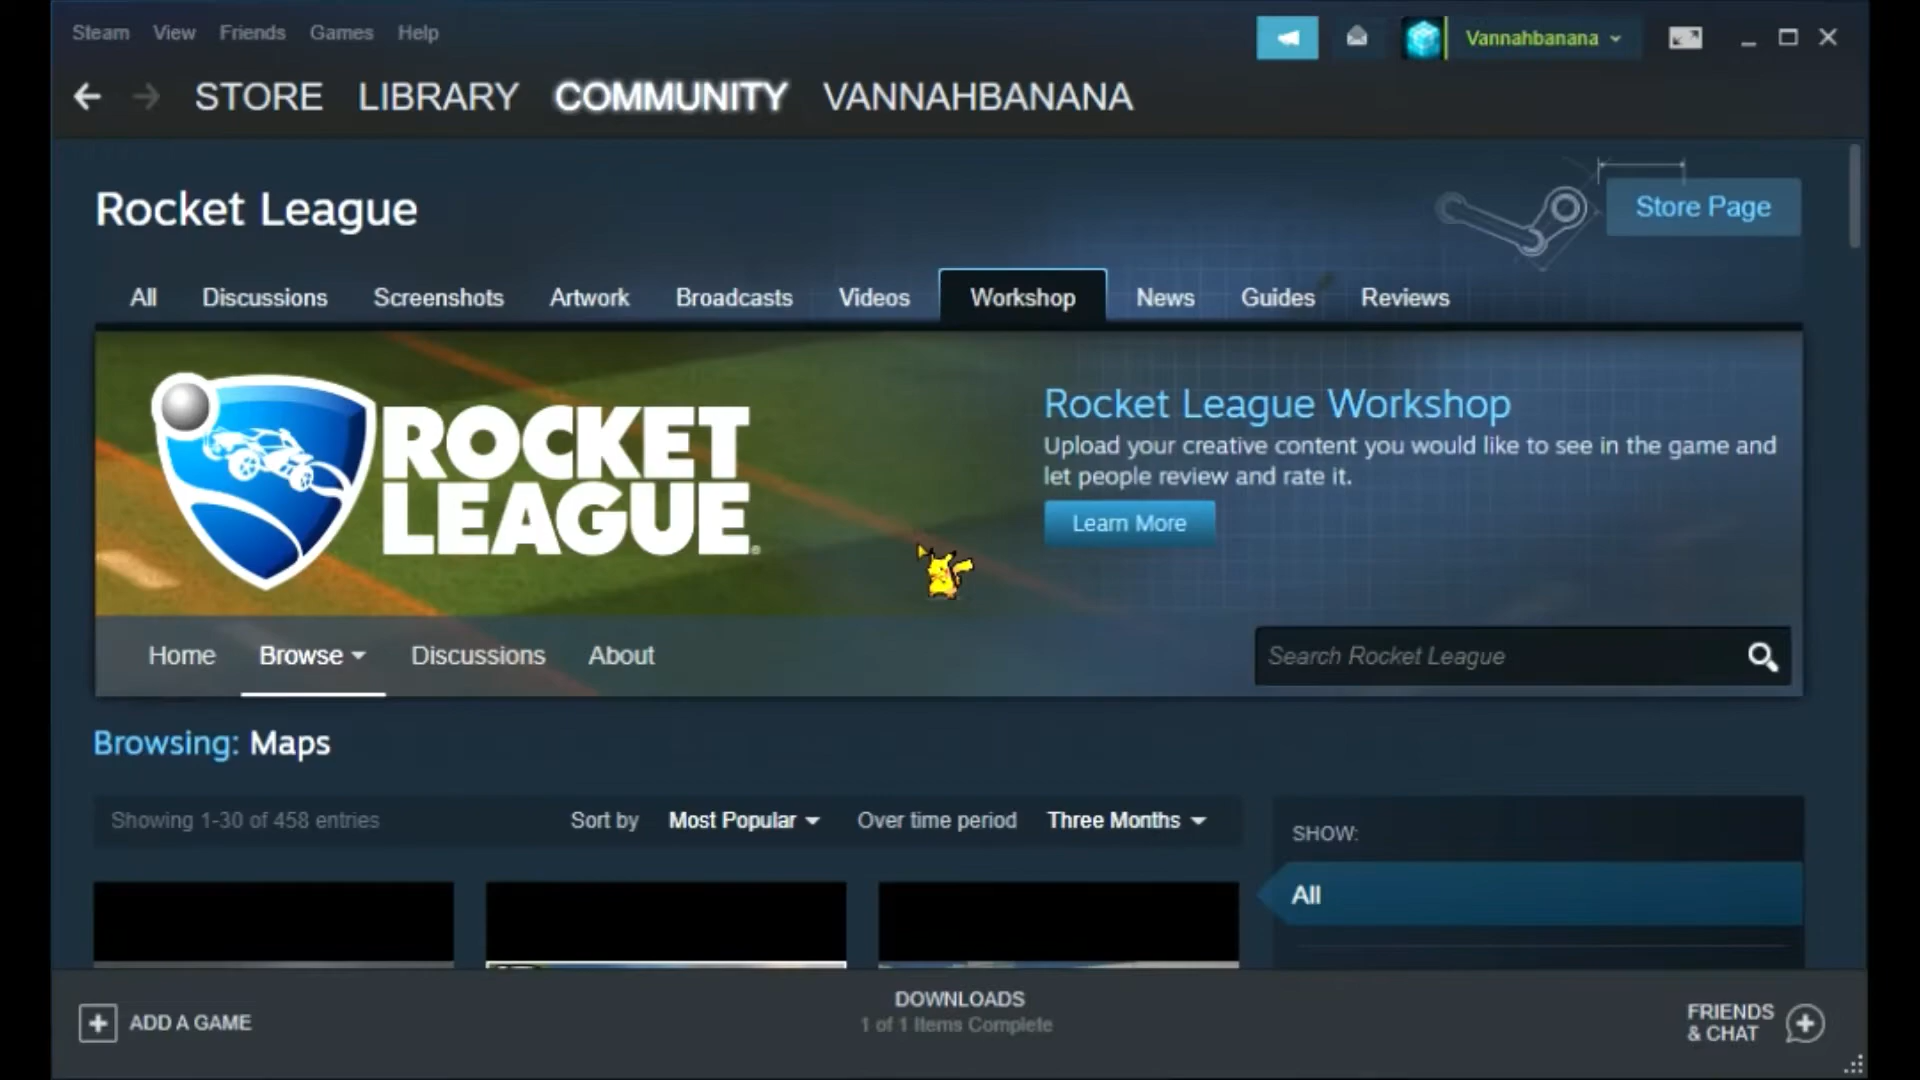 Steam View Friends Games Help
Vannahbanana
STORE LIBRARY COMMUNITY VANNAHBANANA
Rocket League
Store Page
All Discussions Screenshots Artwork Broadcasts Videos Workshop News Guides Reviews
ROCKET
LEAGUE®
Rocket League Workshop
Upload your creative content you would like to see in the game and
let people review and rate it.
Learn More
Home Browse Discussions About
Search Rocket League
Browsing: Maps
Showing 1-30 of 458 entries Sort by Most Popular Over time period Three Months
SHOW:
All
ADD A GAME
DOWNLOADS
1 of 1 Items Complete
FRIENDS
& CHAT